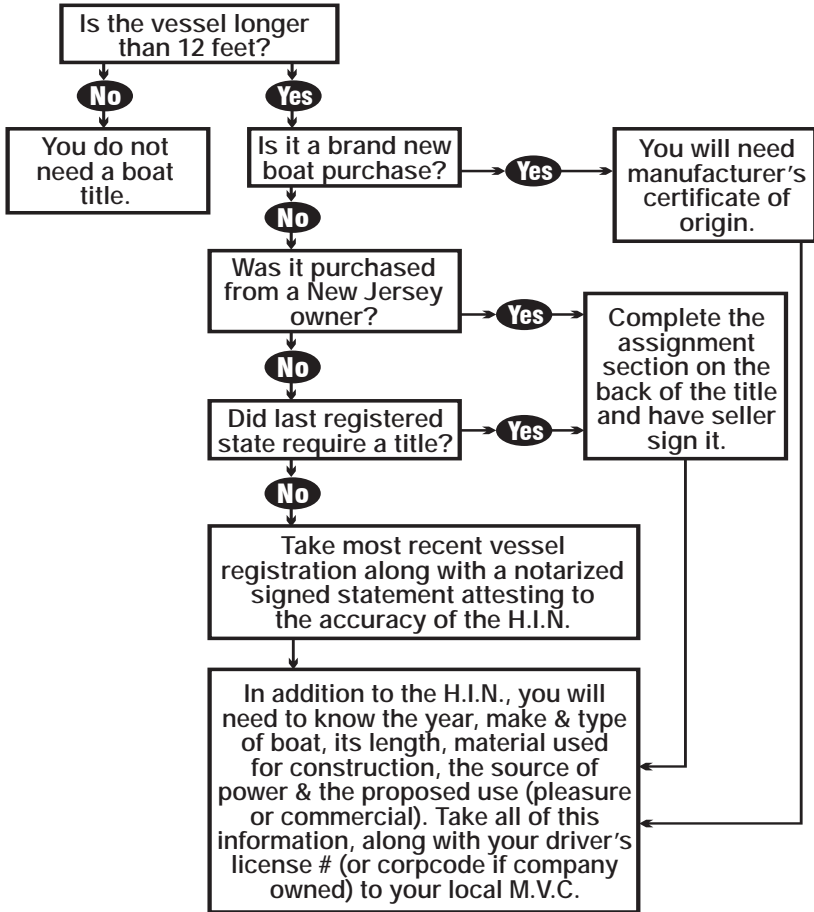 Is the vessel longer
than 12 feet?
No
Yes
You do not
need a boat
title.
Is it a brand new
boat purchase?
Yes
You will need
manufacturer's
certificate of
origin.
No
Was it purchased
from a New Jersey
owner?
Yes
Complete the
assignment
section on the
back of the title
and have seller
sign it.
No
Did last registered
state require a title?
Yes
No
Take most recent vessel
registration along with a notarized
signed statement attesting to
the accuracy of the H.I.N.
In addition to the H.I.N., you will
need to know the year, make & type
of boat, its length, material used
for construction, the source of
power & the proposed use (pleasure
or commercial). Take all of this
information, along with your driver's
license # (or corpcode if company
owned) to your local M.V.C.